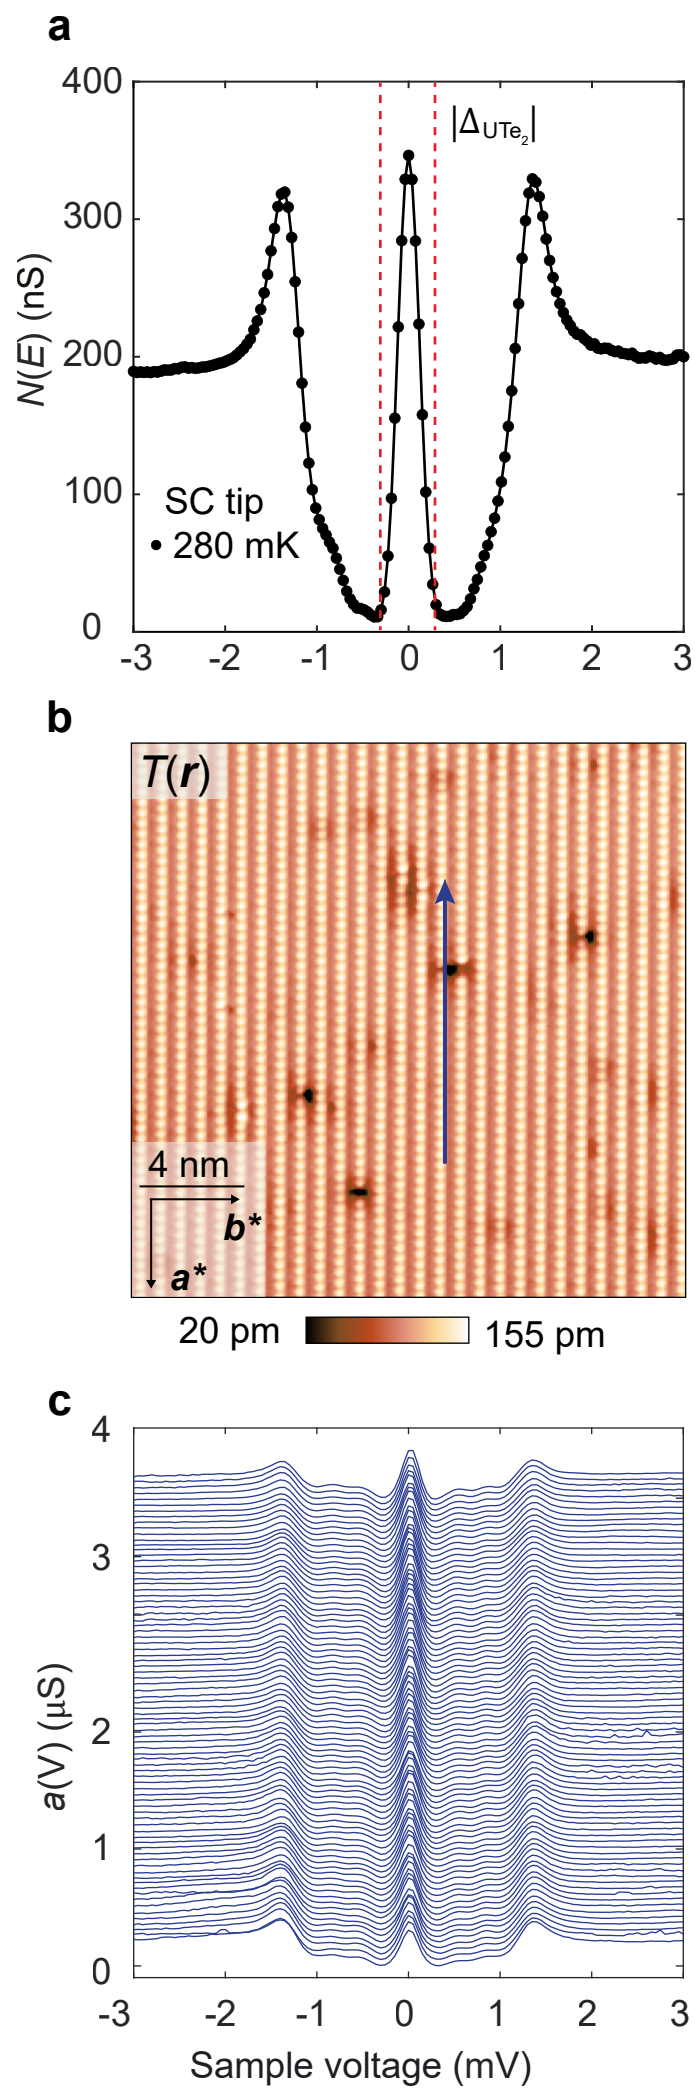 a
400
300
200
100
0
N(E) (nS)
|Δ_UTe₂|
SC tip
• 280 mK
-3 -2 -1 0 1 2 3
b
T(r)
4 nm
b*
a*
20 pm 155 pm
c
4
3
2
1
0
a(V) (μS)
-3 -2 -1 0 1 2 3
Sample voltage (mV)